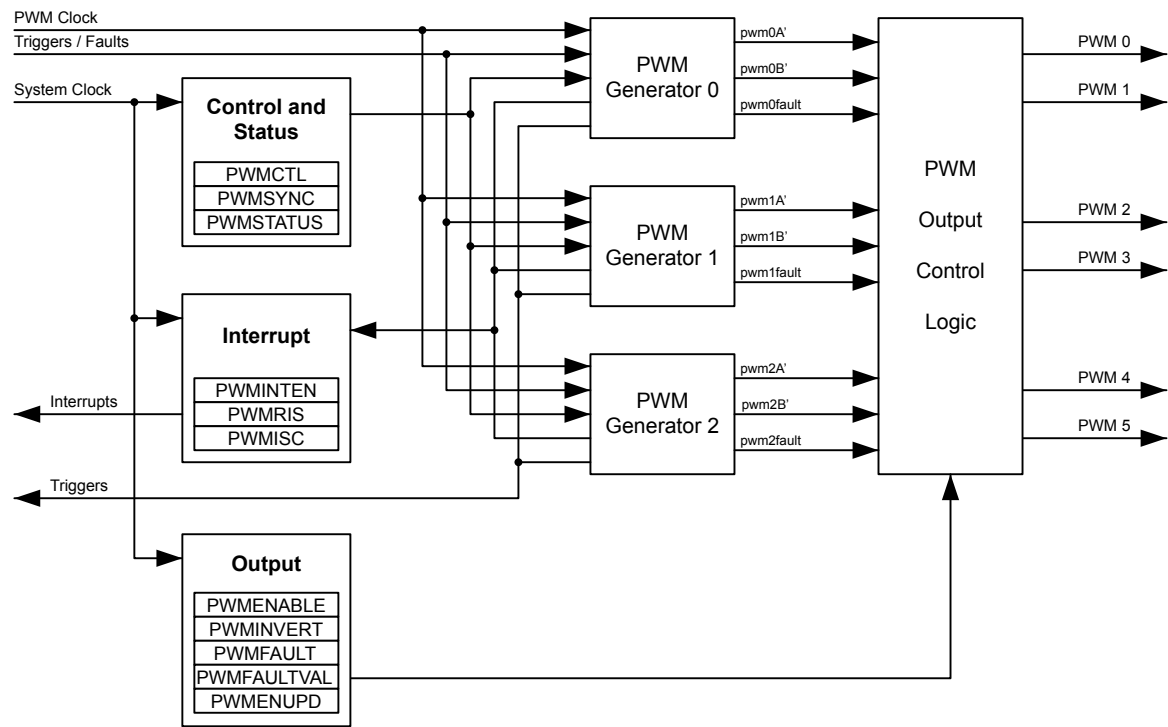 PWM Clock
Triggers / Faults
System Clock
Control and
Status
PWMCTL
PWMSYNC
PWMSTATUS
Interrupt
PWMINTEN
PWMRIS
PWMISC
Interrupts
Triggers
Output
PWMENABLE
PWMINVERT
PWMFAULT
PWMFAULTVAL
PWMENUPD
PWM
Generator 0
pwm0A’
pwm0B’
pwm0fault
PWM
Generator 1
pwm1A’
pwm1B’
pwm1fault
PWM
Generator 2
pwm2A’
pwm2B’
pwm2fault
PWM
Output
Control
Logic
PWM 0
PWM 1
PWM 2
PWM 3
PWM 4
PWM 5